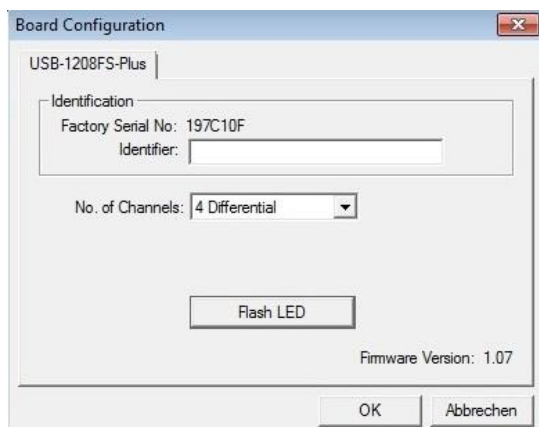 Board Configuration
USB-1208FS-Plus
Identification
Factory Serial No: 197C10F
Identifier:
No. of Channels: 4 Differential
Flash LED
Firmware Version: 1.07
OK Abbrechen